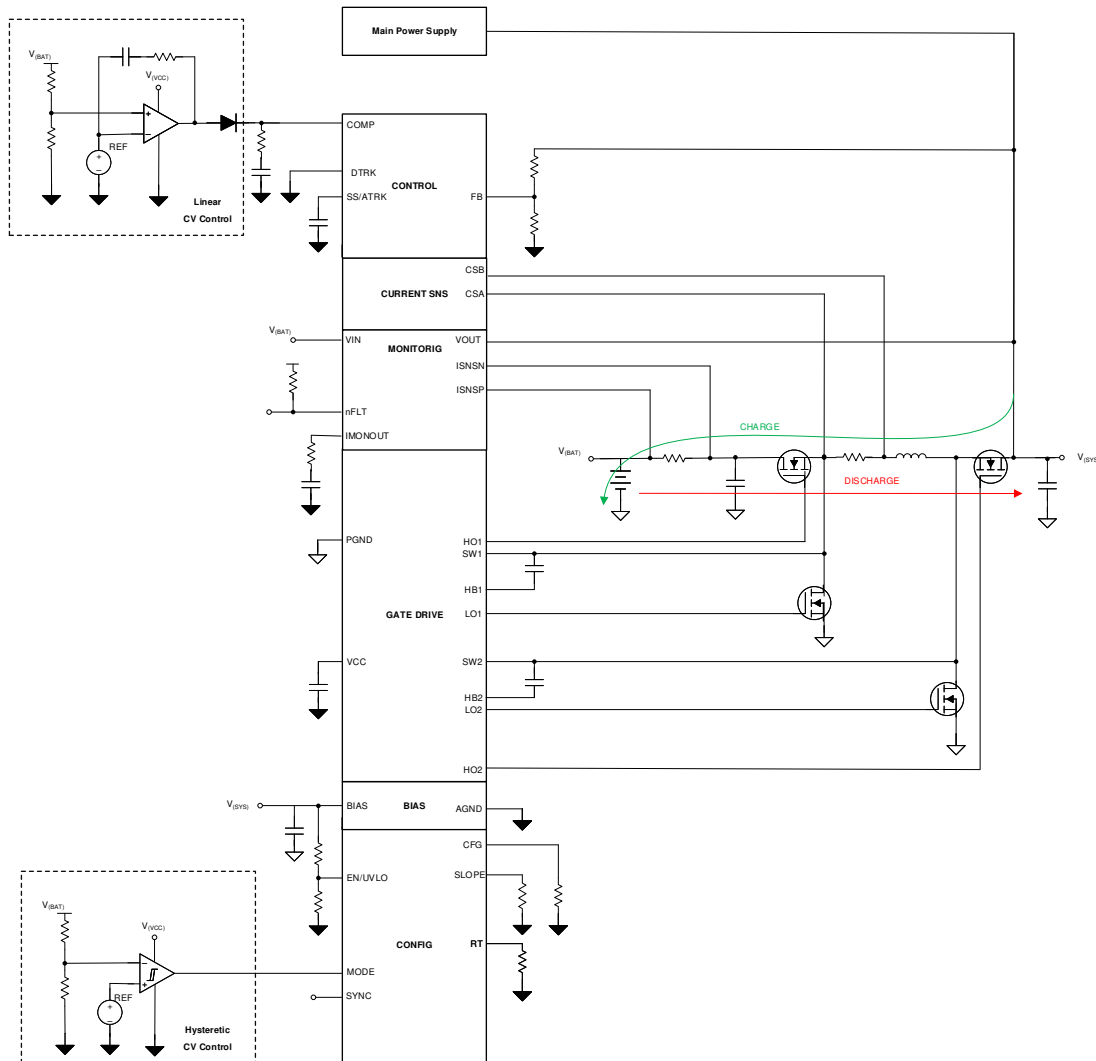 Main Power Supply
V(BAT)
V(VCC)
+
−
REF
+
−
Linear
CV Control
COMP
DTRK
CONTROL
SS/ATRK
FB
CSB
CURRENT SNS
CSA
V(BAT)
VIN
MONITORIG
VOUT
ISNSN
ISNSP
nFLT
IMONOUT
CHARGE
V(BAT)
V(SYS)
DISCHARGE
PGND
HO1
SW1
HB1
GATE DRIVE
LO1
VCC
SW2
HB2
LO2
HO2
V(SYS)
BIAS
BIAS
AGND
CFG
EN/UVLO
SLOPE
CONFIG
RT
V(BAT)
V(VCC)
−
+
REF
+
−
MODE
SYNC
Hysteretic
CV Control